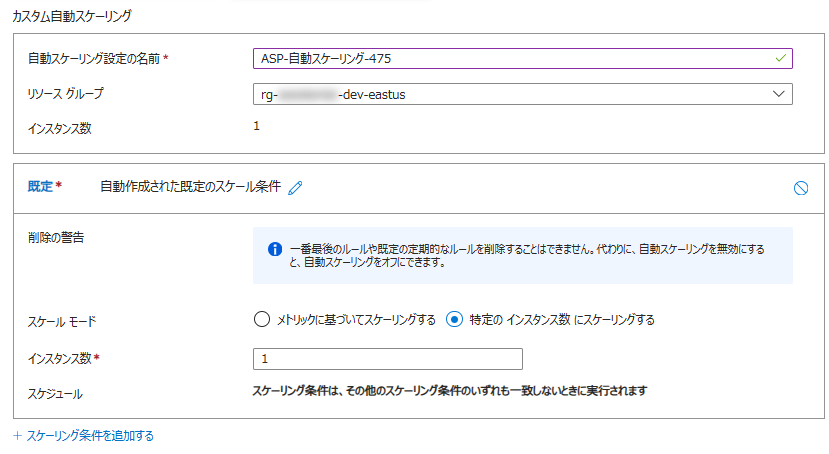 カスタム自動スケーリング
自動スケーリング設定の名前 *
ASP-自動スケーリング-475
リソース グループ
rg- -dev-eastus
インスタンス数
1
既定 *
自動作成された既定のスケール条件
削除の警告
一番最後のルールや既定の定期的なルールを削除することはできません。代わりに、自動スケーリングを無効にする
と、自動スケーリングをオフにできます。
スケール モード
メトリックに基づいてスケーリングする
特定の インスタンス数 にスケーリングする
インスタンス数 *
1
スケジュール
スケーリング条件は、その他のスケーリング条件のいずれも一致しないときに実行されます
+ スケーリング条件を追加する